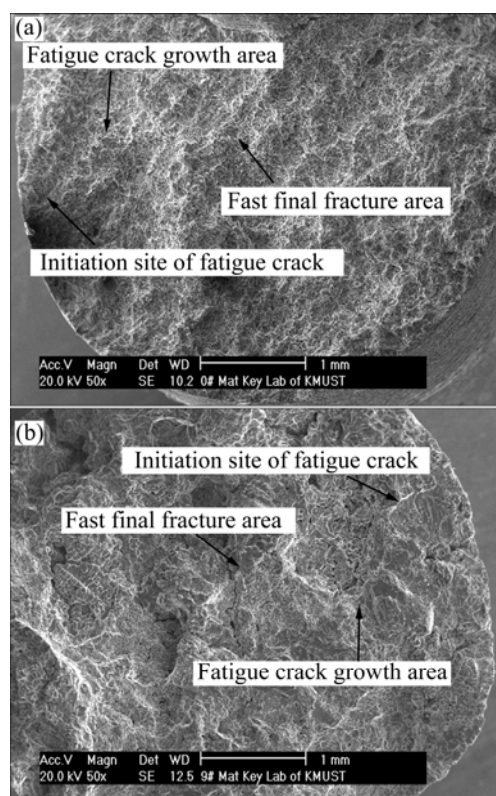 (a)
Fatigue crack growth area
Fast final fracture area
Initiation site of fatigue crack
Acc.V Magn Det WD 1 mm
20.0 kV 50x SE 10.2 0# Mat Key Lab of KMUST
(b)
Initiation site of fatigue crack
Fast final fracture area
Fatigue crack growth area
Acc.V Magn Det WD 1 mm
20.0 kV 50x SE 12.5 9# Mat Key Lab of KMUST